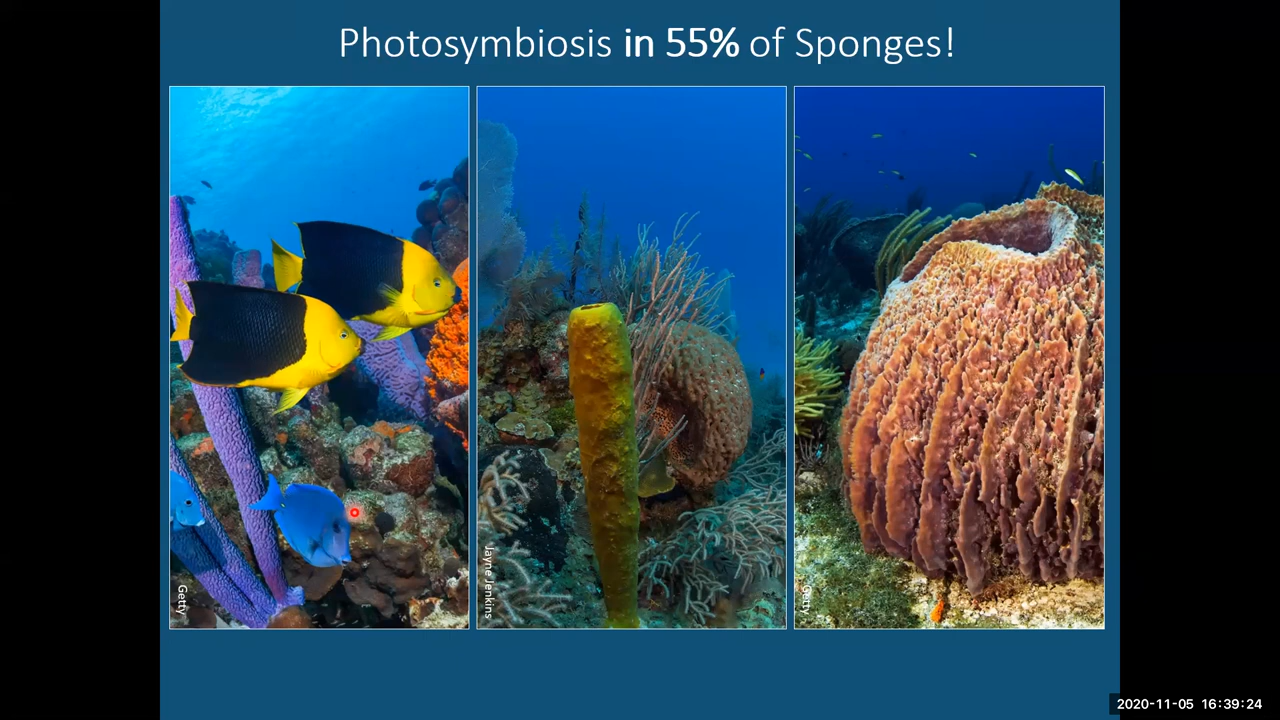 Photosymbiosis in 55% of Sponges!
Getty
Jayne Jenkins
Getty
2020-11-05 16:39:24